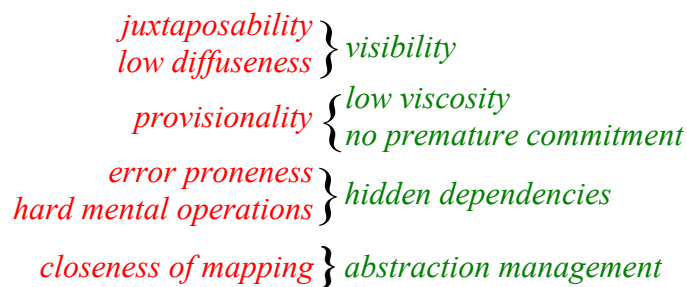 juxtaposability
low diffuseness } visibility
provisionality { low viscosity
no premature commitment
error proneness
hard mental operations } hidden dependencies
closeness of mapping } abstraction management